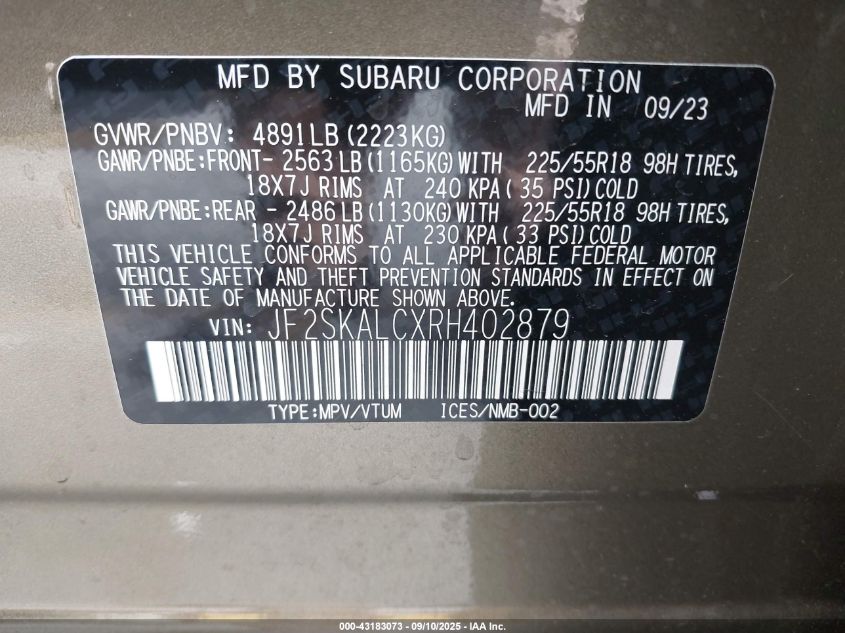 MFD BY SUBARU CORPORATION
MFD IN 09/23
GVWR/PNBV: 4891LB (2223KG)
GAWR/PNBE:FRONT- 2563LB (1165KG) WITH 225/55R18 98H TIRES,
18X7J RIMS AT 240 KPA ( 35 PSI) COLD
GAWR/PNBE:REAR - 2486LB (1130KG) WITH 225/55R18 98H TIRES,
18X7J RIMS AT 230 KPA ( 33 PSI) COLD
THIS VEHICLE CONFORMS TO ALL APPLICABLE FEDERAL MOTOR
VEHICLE SAFETY AND THEFT PREVENTION STANDARDS IN EFFECT ON
THE DATE OF MANUFACTURE SHOWN ABOVE.
VIN: JF2SKALCXRH402879
TYPE:MPV/VTUM ICES/NMB-002
000-43183073 — 09/10/2025 — IAA Inc.